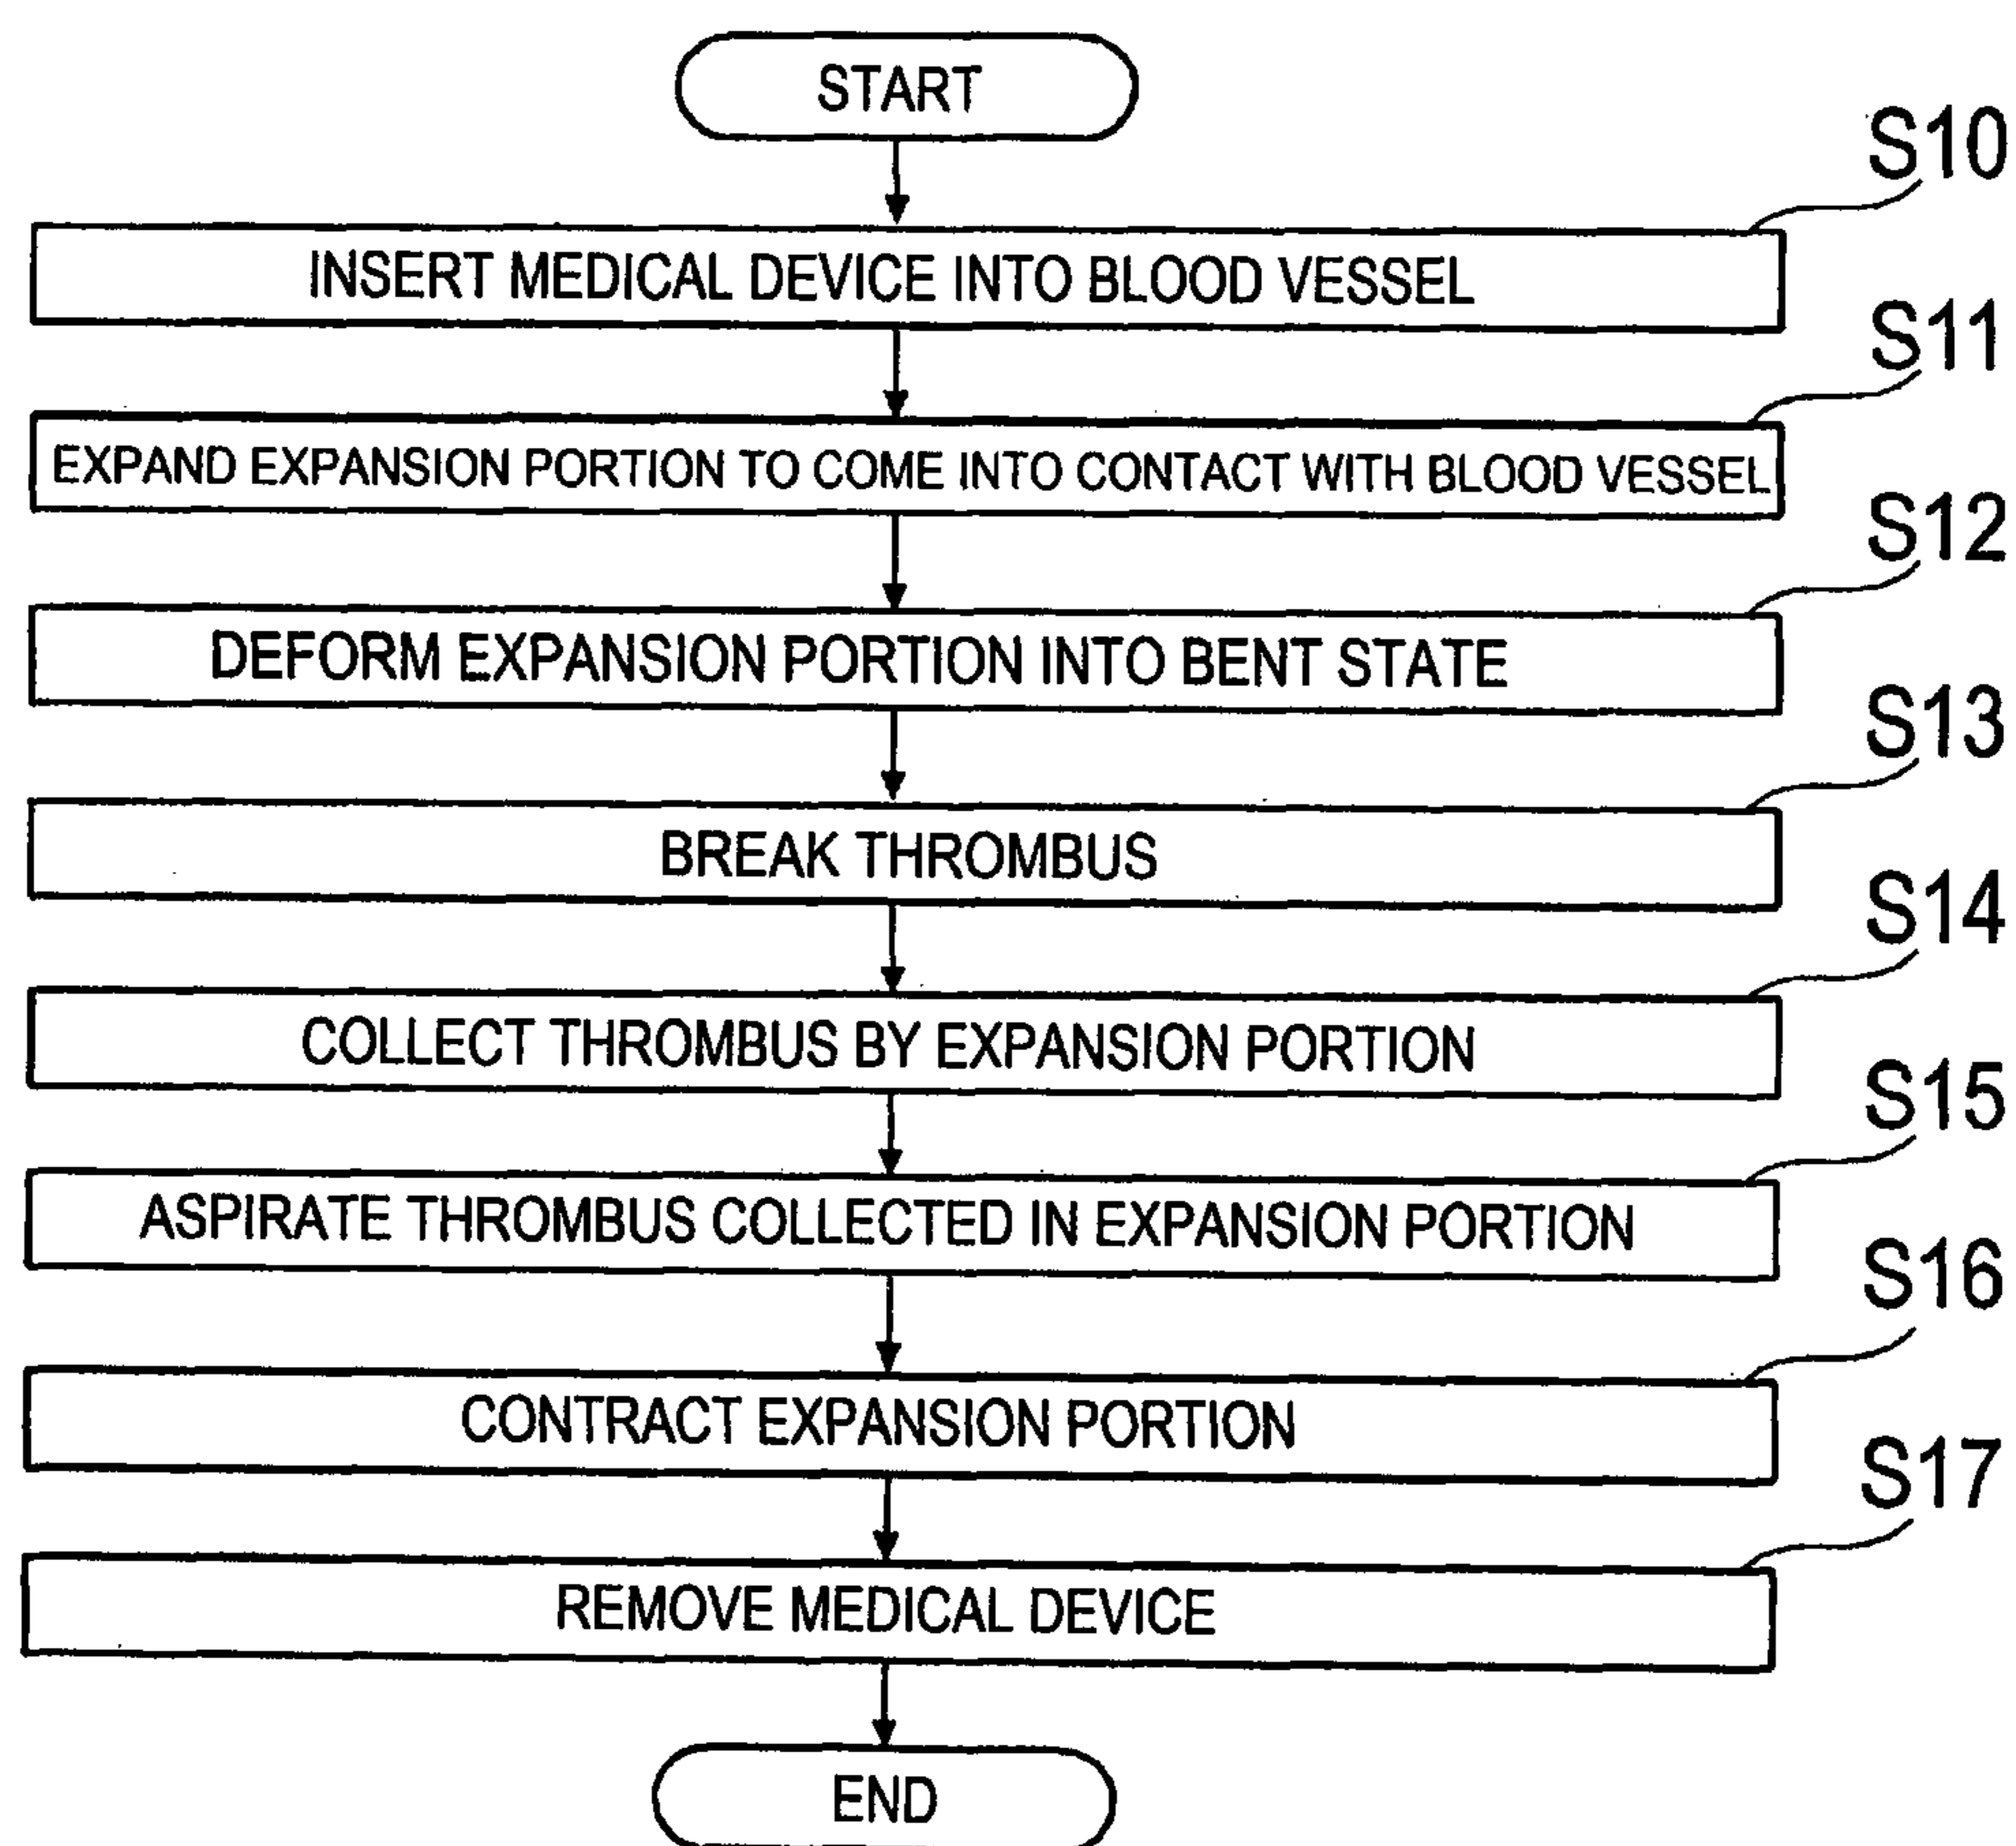 START
S10
INSERT MEDICAL DEVICE INTO BLOOD VESSEL
S11
EXPAND EXPANSION PORTION TO COME INTO CONTACT WITH BLOOD VESSEL
S12
DEFORM EXPANSION PORTION INTO BENT STATE
S13
BREAK THROMBUS
S14
COLLECT THROMBUS BY EXPANSION PORTION
S15
ASPIRATE THROMBUS COLLECTED IN EXPANSION PORTION
S16
CONTRACT EXPANSION PORTION
S17
REMOVE MEDICAL DEVICE
END